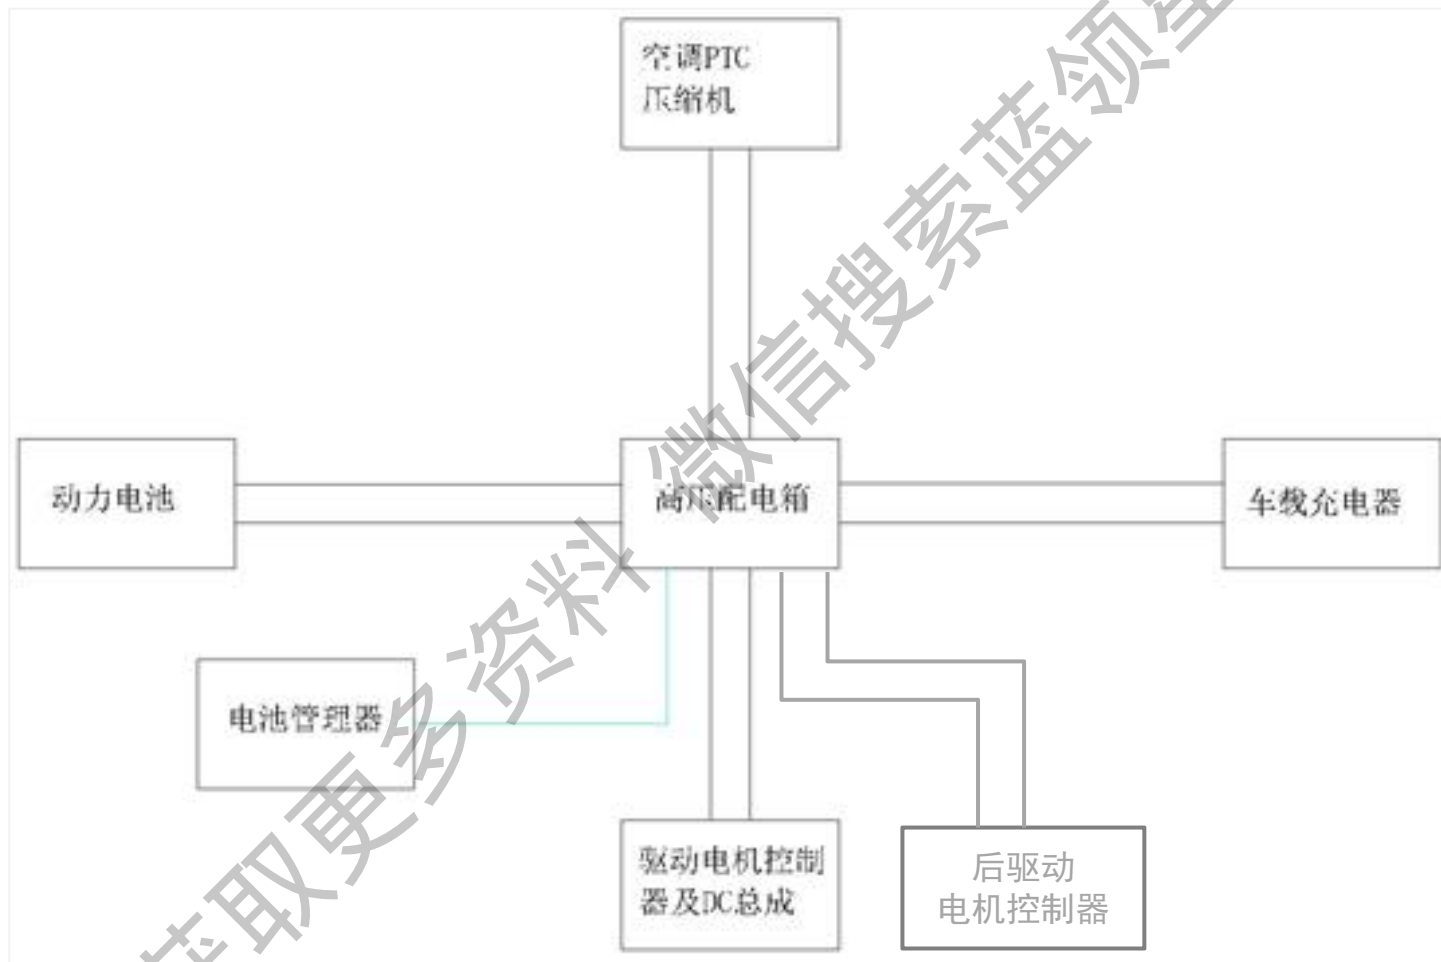 空调PTC
压缩机
动力电池
高压配电箱
车载充电器
电池管理器
驱动电机控制
器及DC总成
后驱动
电机控制器
获取更多资料 微信搜索蓝领星